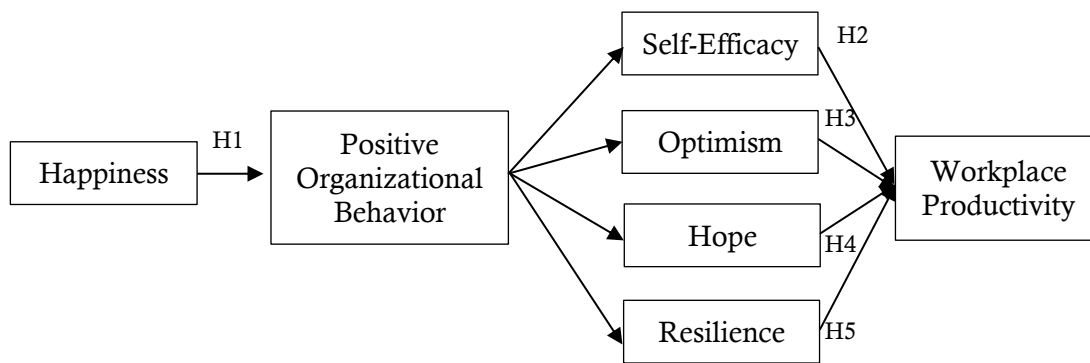 Happiness
H1
Positive
Organizational
Behavior
Self-Efficacy
H2
Optimism
H3
Hope
H4
Resilience
H5
Workplace
Productivity